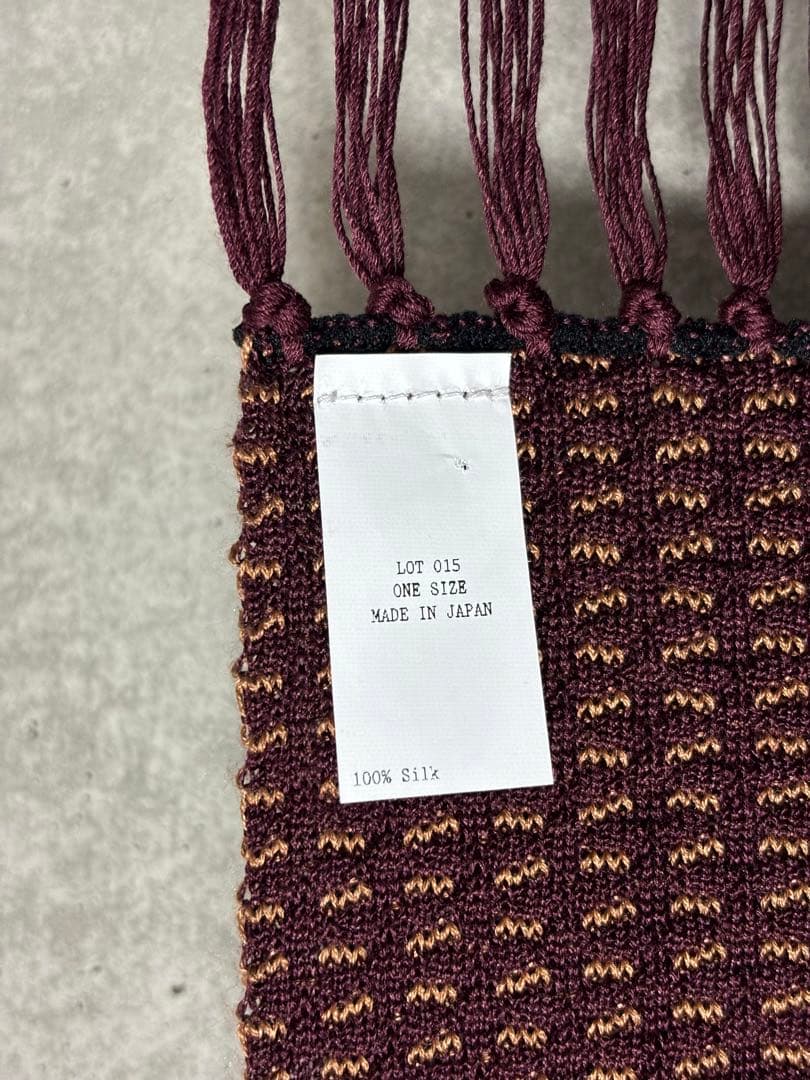 LOT 015
ONE SIZE
MADE IN JAPAN
100% Silk